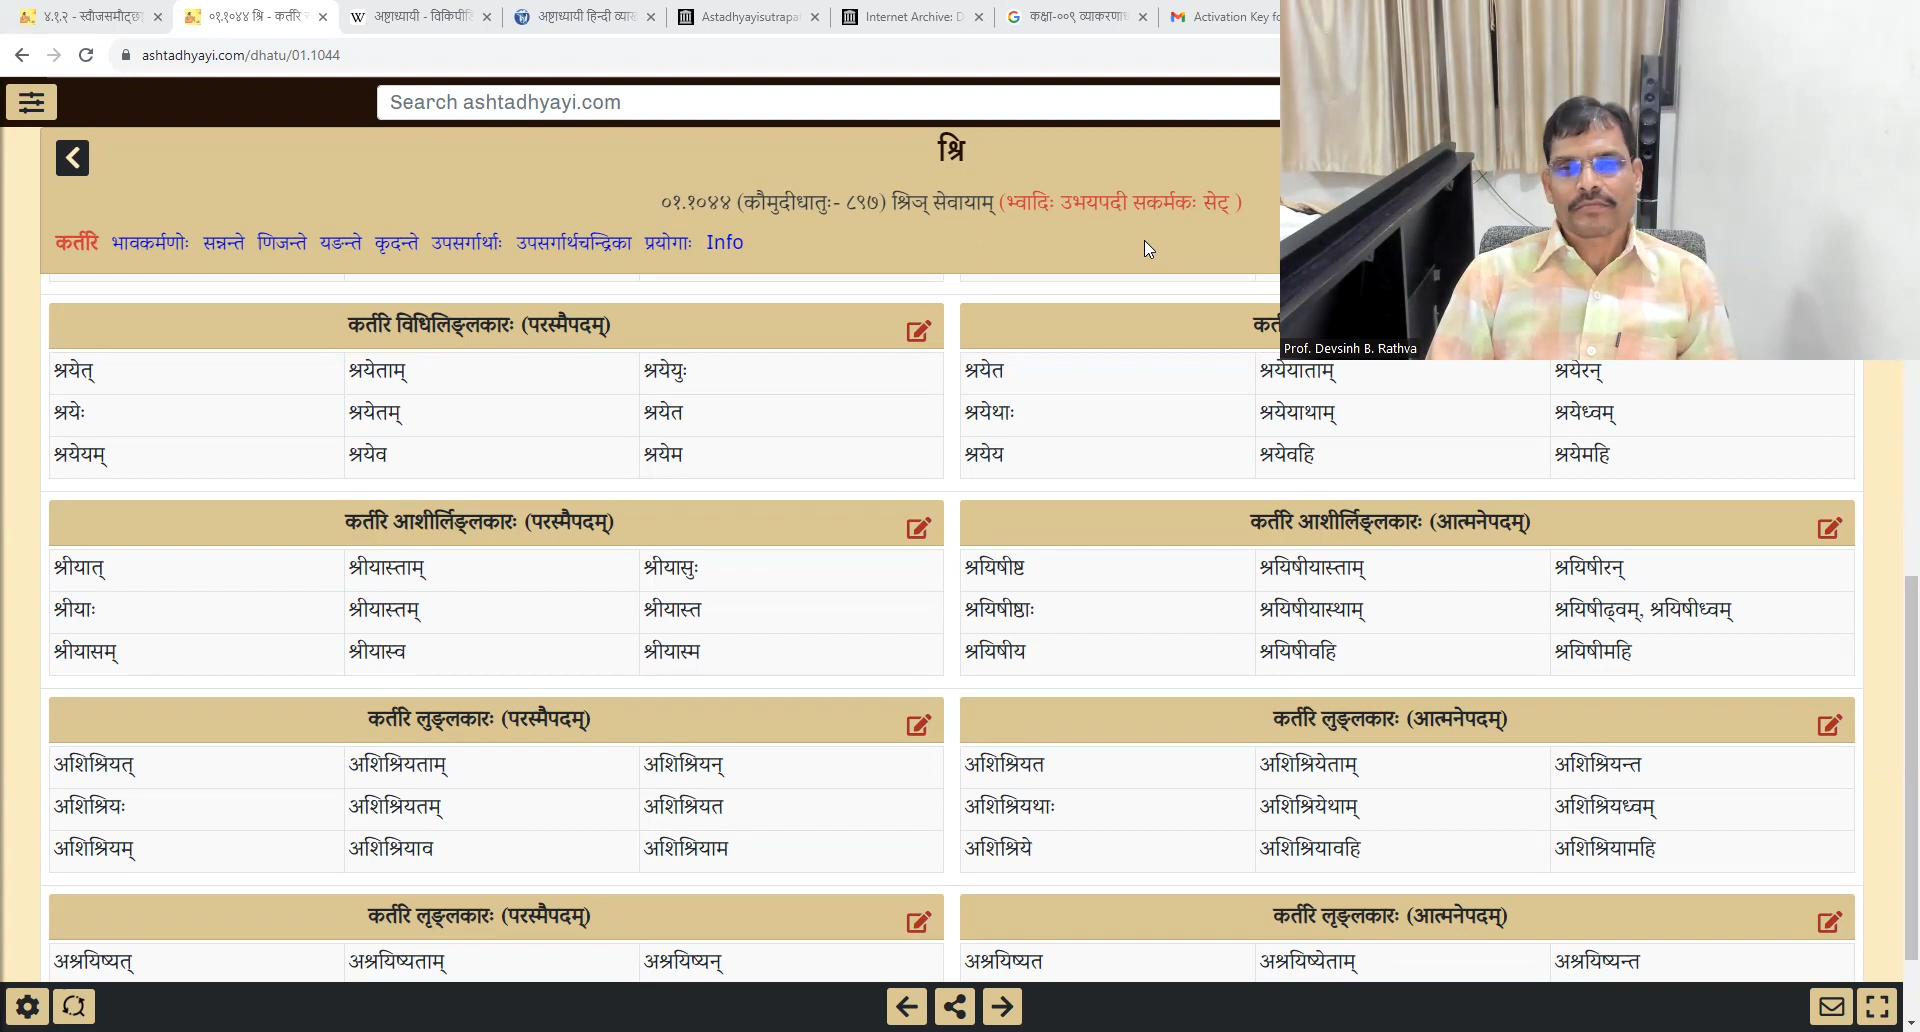 ४.१.२ - स्वौजसमौट्छ
०१.१०४४ श्रि - कर्तरि
अष्टाध्यायी - विकिपीडि
अष्टाध्यायी हिन्दी व्याख
Astadhyayisutrapat
Internet Archive: D
कक्षा-००९ व्याकरणाध
Activation Key fo
ashtadhyayi.com/dhatu/01.1044
Search ashtadhyayi.com
श्रि
०१.१०४४ (कौमुदीधातुः- ८९७) श्रिञ् सेवायाम् (भ्वादिः उभयपदी सकर्मकः सेट् )
कर्तरि भावकर्मणोः सन्नन्ते णिजन्ते यङन्ते कृदन्ते उपसर्गार्थाः उपसर्गार्थचन्द्रिका प्रयोगाः Info
Prof. Devsinh B. Rathva
कर्तरि विधिलिङ्लकारः (परस्मैपदम्) कर्त
श्रयेत् श्रयेताम् श्रयेयुः श्रयेत श्रयेयाताम् श्रयेरन्
श्रयेः श्रयेतम् श्रयेत श्रयेथाः श्रयेयाथाम् श्रयेध्वम्
श्रयेयम् श्रयेव श्रयेम श्रयेय श्रयेवहि श्रयेमहि
कर्तरि आशीर्लिङ्लकारः (परस्मैपदम्) कर्तरि आशीर्लिङ्लकारः (आत्मनेपदम्)
श्रीयात् श्रीयास्ताम् श्रीयासुः श्रयिषीष्ट श्रयिषीयास्ताम् श्रयिषीरन्
श्रीयाः श्रीयास्तम् श्रीयास्त श्रयिषीष्ठाः श्रयिषीयास्थाम् श्रयिषीढ्वम्, श्रयिषीध्वम्
श्रीयासम् श्रीयास्व श्रीयास्म श्रयिषीय श्रयिषीवहि श्रयिषीमहि
कर्तरि लुङ्लकारः (परस्मैपदम्) कर्तरि लुङ्लकारः (आत्मनेपदम्)
अशिश्रियत् अशिश्रियताम् अशिश्रियन् अशिश्रियत अशिश्रियेताम् अशिश्रियन्त
अशिश्रियः अशिश्रियतम् अशिश्रियत अशिश्रियथाः अशिश्रियेथाम् अशिश्रियध्वम्
अशिश्रियम् अशिश्रियाव अशिश्रियाम अशिश्रिये अशिश्रियावहि अशिश्रियामहि
कर्तरि लृङ्लकारः (परस्मैपदम्) कर्तरि लृङ्लकारः (आत्मनेपदम्)
अश्रयिष्यत् अश्रयिष्यताम् अश्रयिष्यन् अश्रयिष्यत अश्रयिष्येताम् अश्रयिष्यन्त